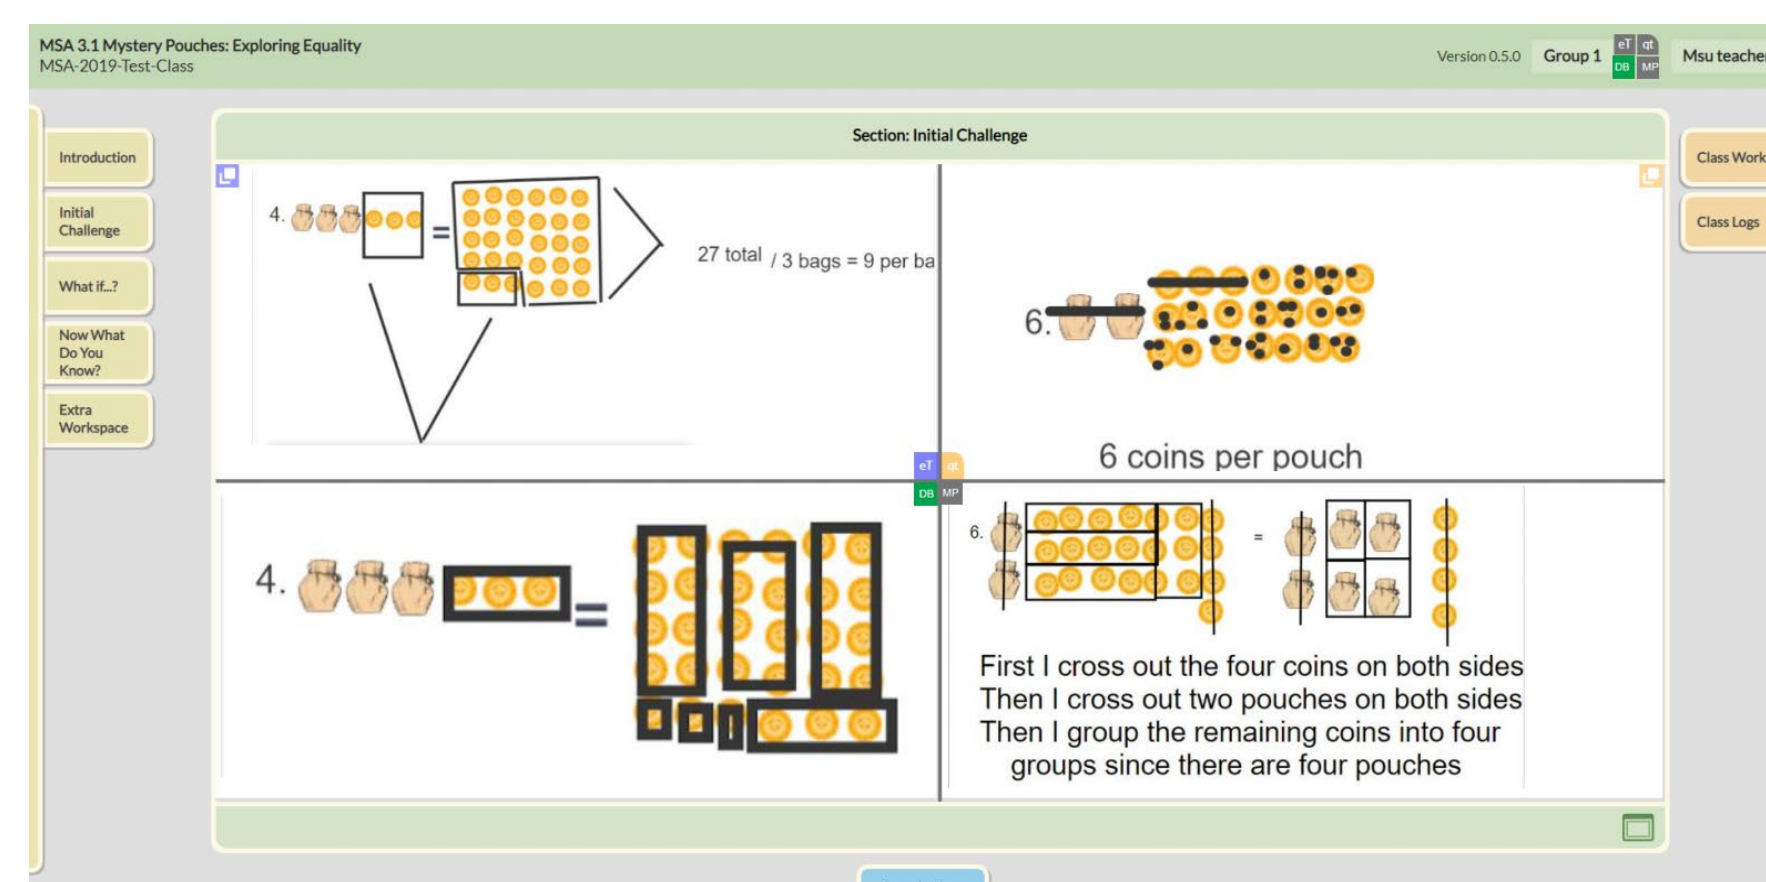 MSA 3.1 Mystery Pouches: Exploring Equality
MSA-2019-Test-Class
Version 0.5.0
Group 1
eT qt
DB MP
Msu teache
Introduction
Initial
Challenge
What if...?
Now What
Do You
Know?
Extra
Workspace
Section: Initial Challenge
Class Work
Class Logs
4.
=
27 total / 3 bags = 9 per ba
6.
6 coins per pouch
eT qt
DB MP
4.
=
6.
=
First I cross out the four coins on both sides
Then I cross out two pouches on both sides
Then I group the remaining coins into four
groups since there are four pouches